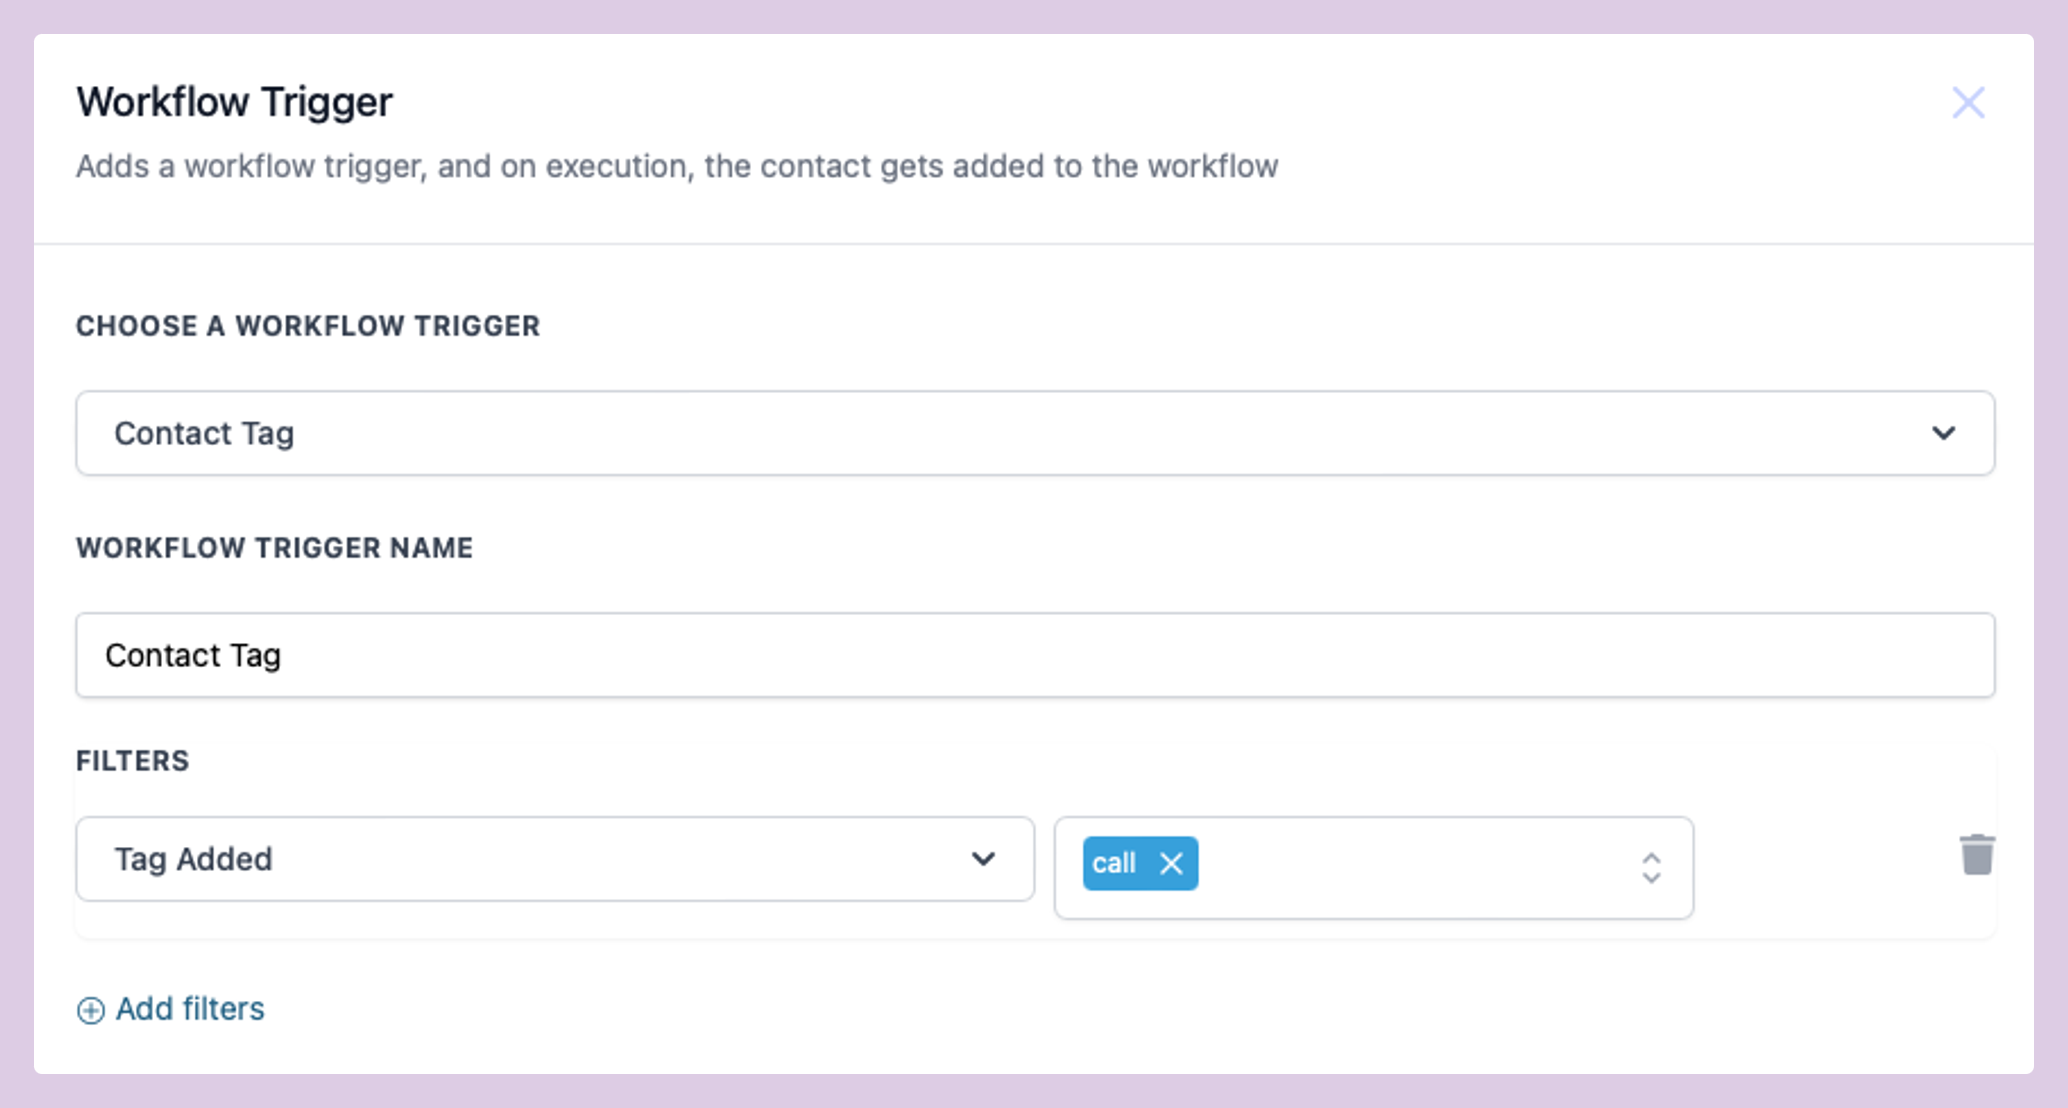 Workflow Trigger
Adds a workflow trigger, and on execution, the contact gets added to the workflow
CHOOSE A WORKFLOW TRIGGER
Contact Tag
WORKFLOW TRIGGER NAME
Contact Tag
FILTERS
Tag Added
call
Add filters